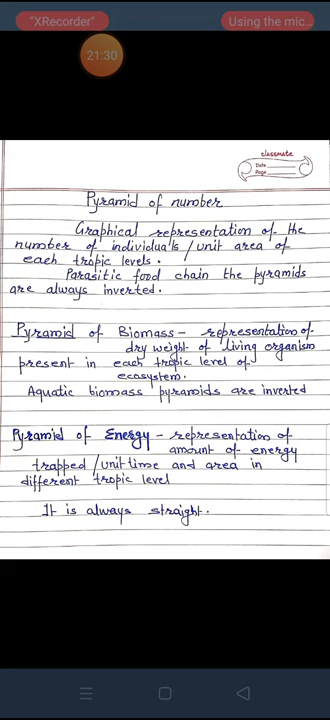 "XRecorder"
Using the mic...
21:30
classmate
Date
Page
Pyramid of number
Graphical representation of the
number of individuals/unit area of
each tropic levels.
Parasitic food chain the pyramids
are always inverted.
Pyramid of Biomass - representation of
dry weight of living organism
present in each tropic level of
ecosystem.
Aquatic biomass pyramids are inverted
Pyramid of Energy - representation of
amount of energy
trapped/unit time and area in
different tropic level
It is always straight.